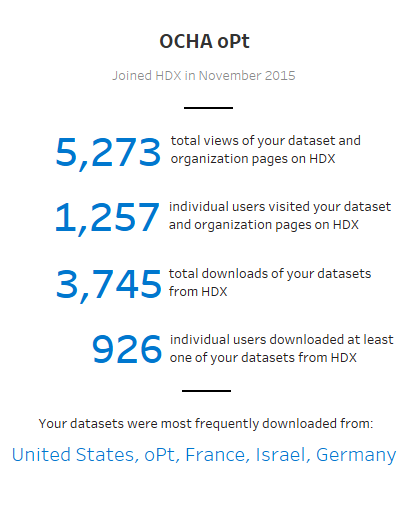 OCHA oPt
Joined HDX in November 2015
5,273 total views of your dataset and
organization pages on HDX
1,257 individual users visited your dataset
and organization pages on HDX
3,745 total downloads of your datasets
from HDX
926 individual users downloaded at least
one of your datasets from HDX
Your datasets were most frequently downloaded from:
United States, oPt, France, Israel, Germany